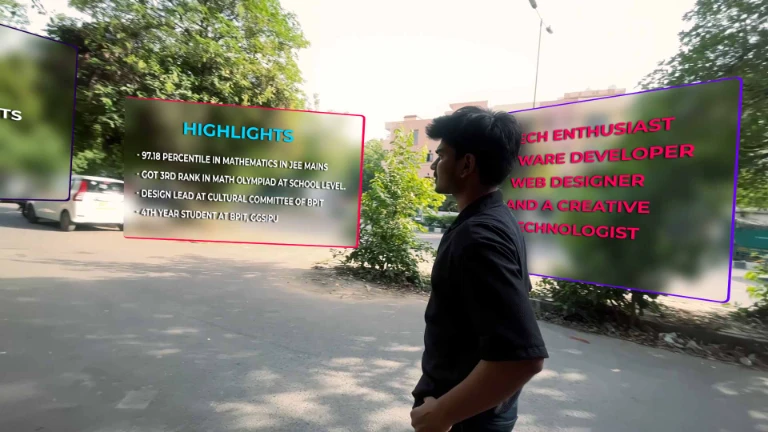 TS
HIGHLIGHTS
• 97.18 PERCENTILE IN MATHEMATICS IN JEE MAINS
• GOT 3RD RANK IN MATH OLYMPIAD AT SCHOOL LEVEL.
• DESIGN LEAD AT CULTURAL COMMITTEE OF BPIT
• 4TH YEAR STUDENT AT BPIT, GGSIPU
ECH ENTHUSIAST
WARE DEVELOPER
WEB DESIGNER
AND A CREATIVE
ECHNOLOGIST